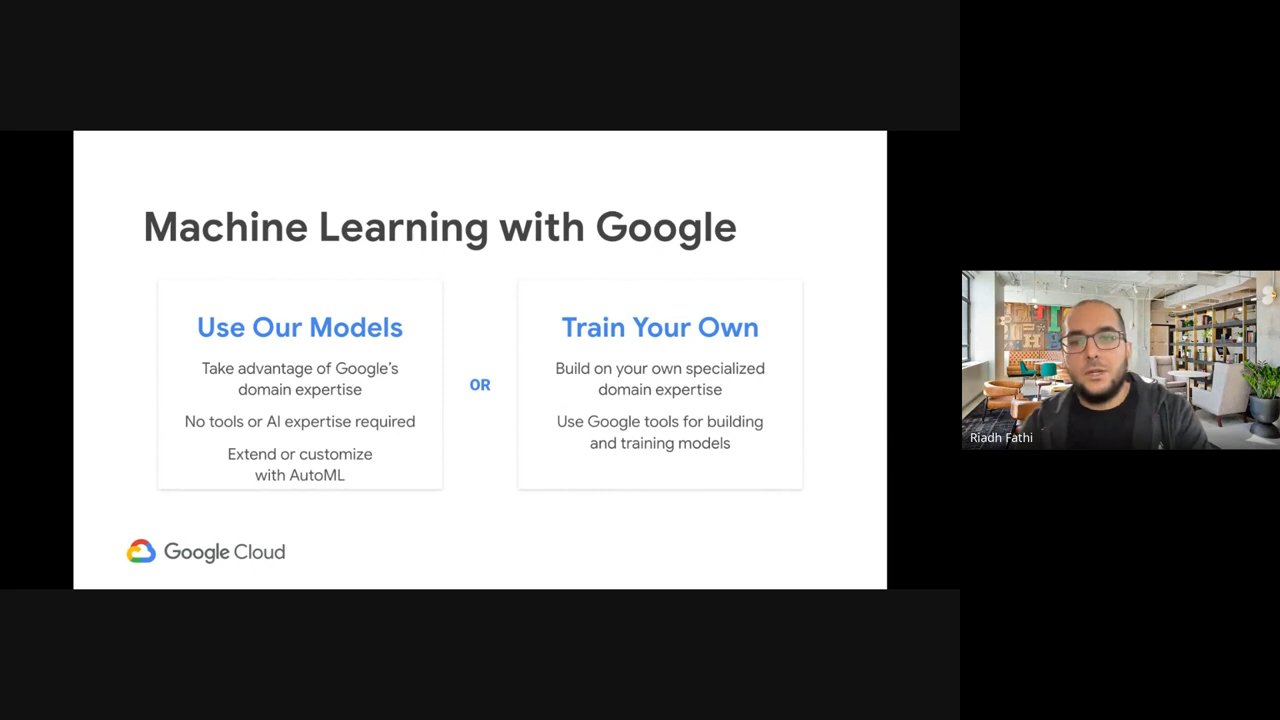 Machine Learning with Google
Use Our Models
Take advantage of Google's
domain expertise
No tools or AI expertise required
Extend or customize
with AutoML
OR
Train Your Own
Build on your own specialized
domain expertise
Use Google tools for building
and training models
Google Cloud
Riadh Fathi